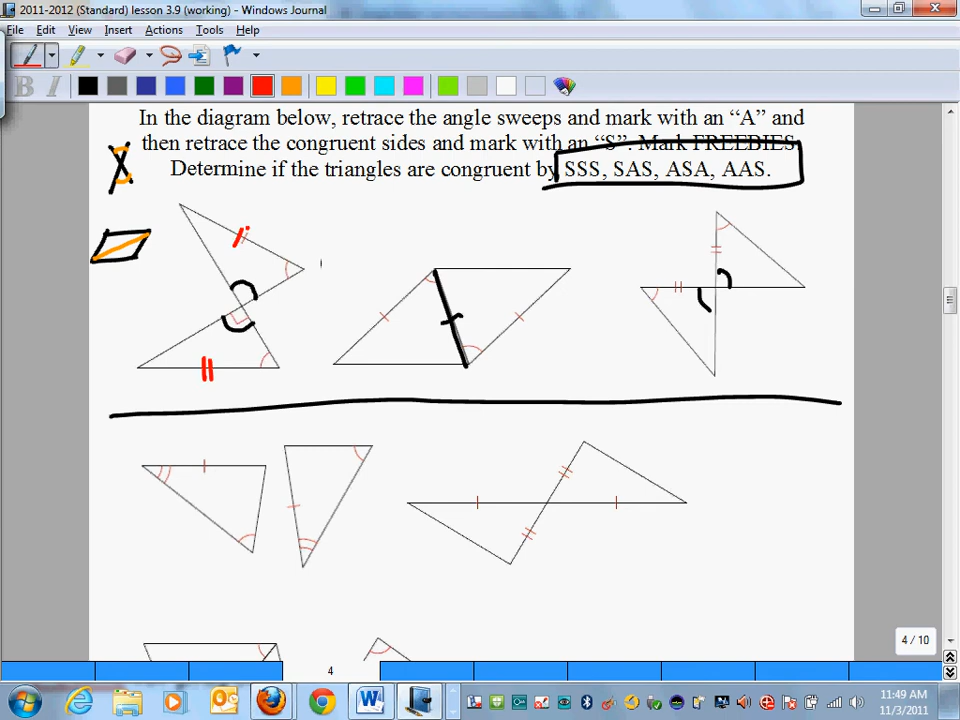 2011-2012 (Standard) lesson 3.9 (working) - Windows Journal
File Edit View Insert Actions Tools Help
B I
In the diagram below, retrace the angle sweeps and mark with an “A” and
then retrace the congruent sides and mark with an “S”. Mark FREEBIES.
Determine if the triangles are congruent by SSS, SAS, ASA, AAS.
4 / 10
4
11:49 AM
11/3/2011